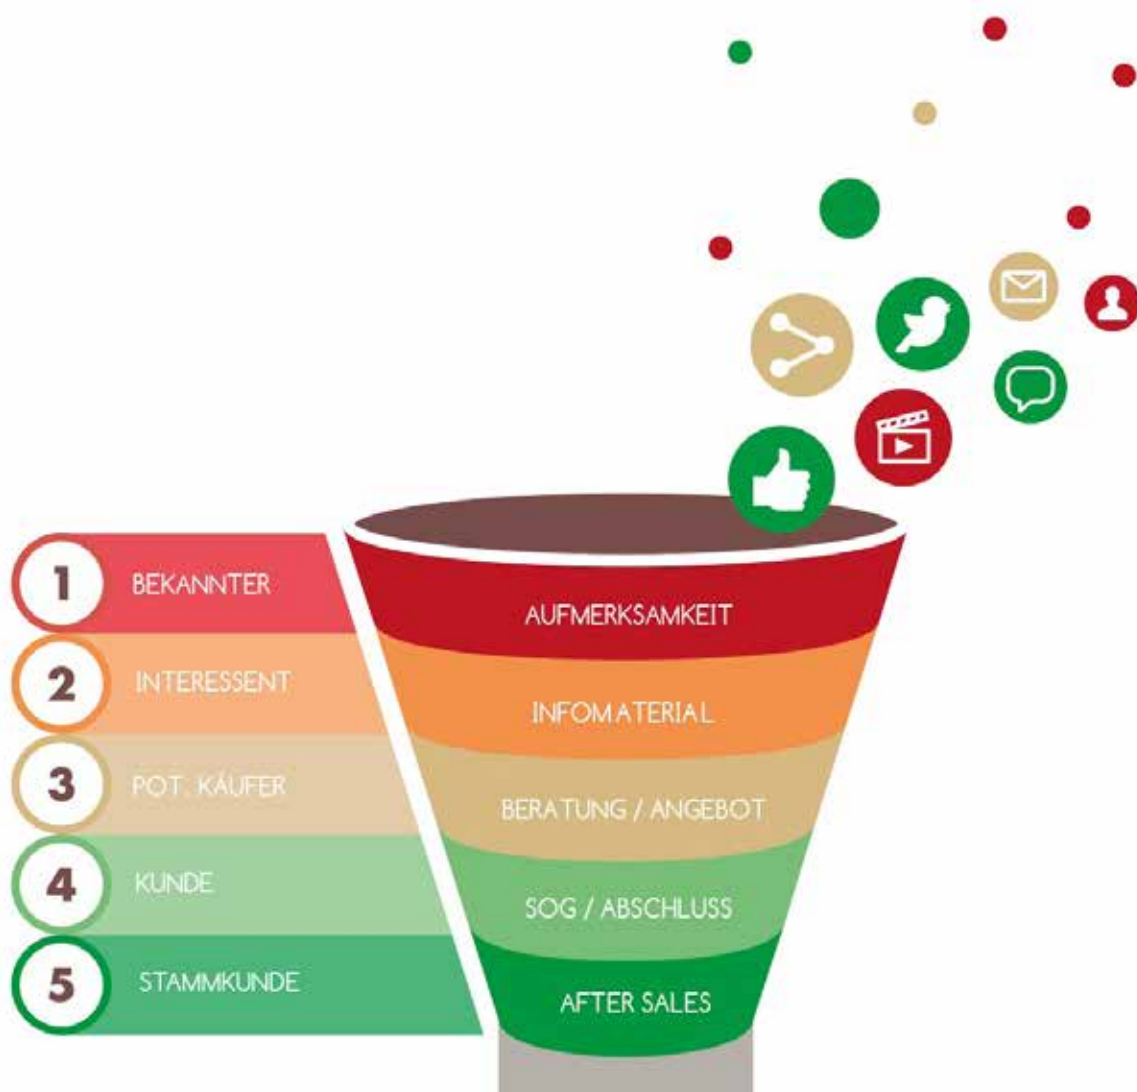 1 BEKANNTER
AUFMERKSAMKEIT
2 INTERESSENT
INFOMATERIAL
3 POT. KÄUFER
BERATUNG / ANGEBOT
4 KUNDE
SOG / ABSCHLUSS
5 STAMMKUNDE
AFTER SALES